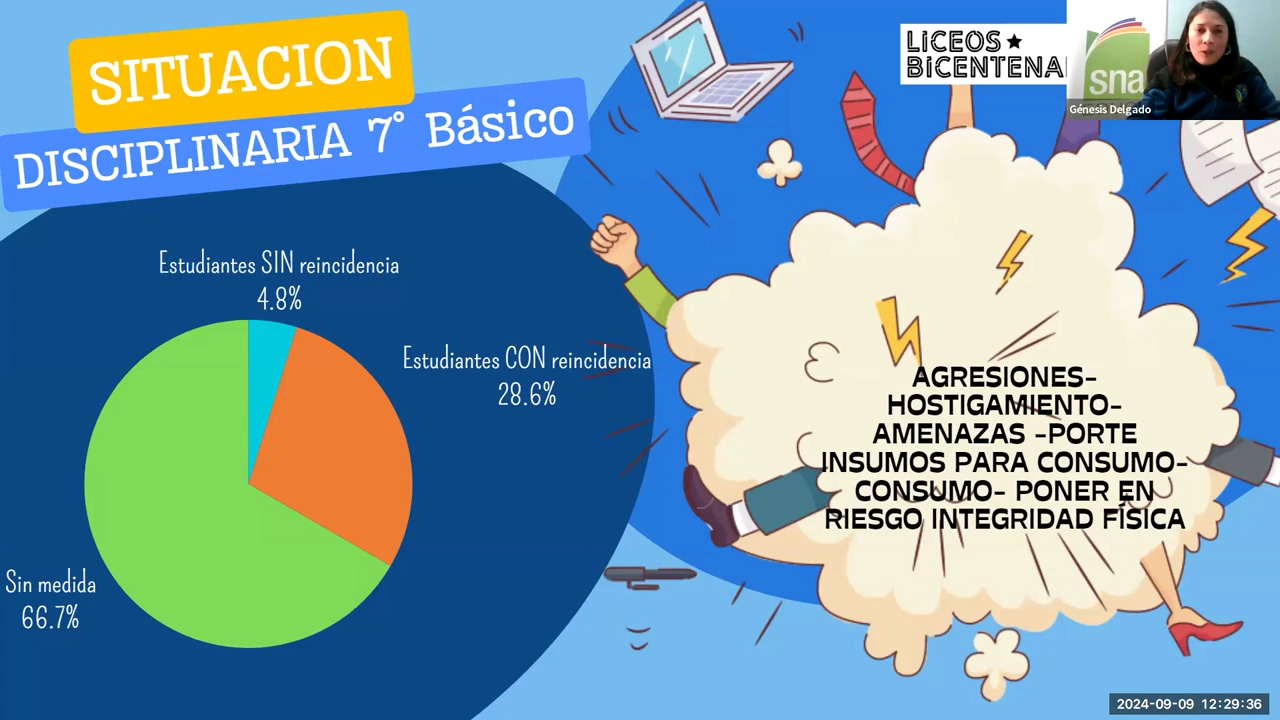 SITUACION
DISCIPLINARIA 7° Básico
LiCEOS
BiCENTENA
sna
Génesis Delgado
Estudiantes SIN reincidencia
4.8%
Estudiantes CON reincidencia
28.6%
Sin medida
66.7%
AGRESIONES-
HOSTIGAMIENTO-
AMENAZAS -PORTE
INSUMOS PARA CONSUMO-
CONSUMO- PONER EN
RIESGO INTEGRIDAD FÍSICA
2024-09-09 12:29:36